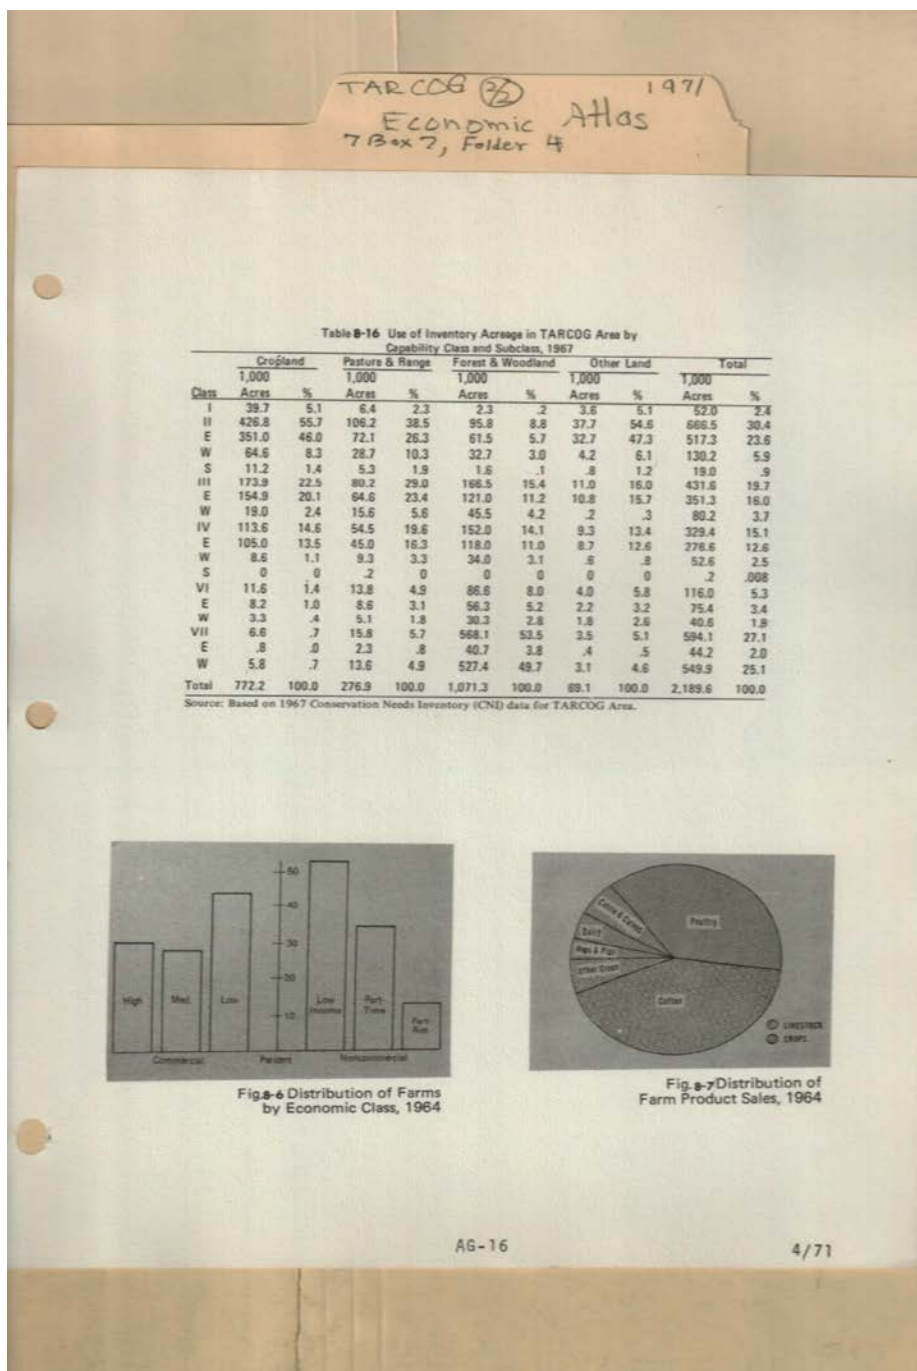 TARCOG 2/2 1971
Economic Atlas
7 Box 7, Folder 4
Table 8-16 Use of Inventory Acreage in TARCOG Area by
Capability Class and Subclass, 1967
Cropland Pasture & Range Forest & Woodland Other Land Total
1,000 1,000 1,000 1,000 1,000
Class Acres % Acres % Acres % Acres % Acres %
I 39.7 5.1 6.4 2.3 2.3 .2 3.6 5.1 52.0 2.4
II 426.8 55.7 106.2 38.5 95.8 8.8 37.7 54.6 666.5 30.4
E 351.0 46.0 72.1 26.3 61.5 5.7 32.7 47.3 517.3 23.6
W 64.6 8.3 28.7 10.3 32.7 3.0 4.2 6.1 130.2 5.9
S 11.2 1.4 5.3 1.9 1.6 .1 .8 1.2 19.0 .9
III 173.9 22.5 80.2 29.0 166.5 15.4 11.0 16.0 431.6 19.7
E 154.9 20.1 64.6 23.4 121.0 11.2 10.8 15.7 351.3 16.0
W 19.0 2.4 15.6 5.6 45.5 4.2 .2 .3 80.2 3.7
IV 113.6 14.6 54.5 19.6 152.0 14.1 9.3 13.4 329.4 15.1
E 105.0 13.5 45.0 16.3 118.0 11.0 8.7 12.6 276.6 12.6
W 8.6 1.1 9.3 3.3 34.0 3.1 .6 .8 52.6 2.5
S 0 0 .2 0 0 0 0 0 .2 .008
VI 11.6 1.4 13.8 4.9 86.6 8.0 4.0 5.8 116.0 5.3
E 8.2 1.0 8.6 3.1 56.3 5.2 2.2 3.2 75.4 3.4
W 3.3 .4 5.1 1.8 30.3 2.8 1.8 2.6 40.6 1.9
VII 6.6 .7 15.8 5.7 568.1 53.5 3.5 5.1 594.1 27.1
E .8 .0 2.3 .8 40.7 3.8 .4 .5 44.2 2.0
W 5.8 .7 13.6 4.9 527.4 49.7 3.1 4.6 549.9 25.1
Total 772.2 100.0 276.9 100.0 1,071.3 100.0 69.1 100.0 2,189.6 100.0
Source: Based on 1967 Conservation Needs Inventory (CNI) data for TARCOG Area.
50
40
30
20
10
High Med. Low Low Income Part-Time Part-Ret.
Commercial Percent Noncommercial
Fig.8-6 Distribution of Farms
by Economic Class, 1964
Cattle & Calves
Poultry
Dairy
Hogs & Pigs
Other Crops
Cotton
LIVESTOCK
CROPS
Fig.8-7 Distribution of
Farm Product Sales, 1964
AG-16
4/71